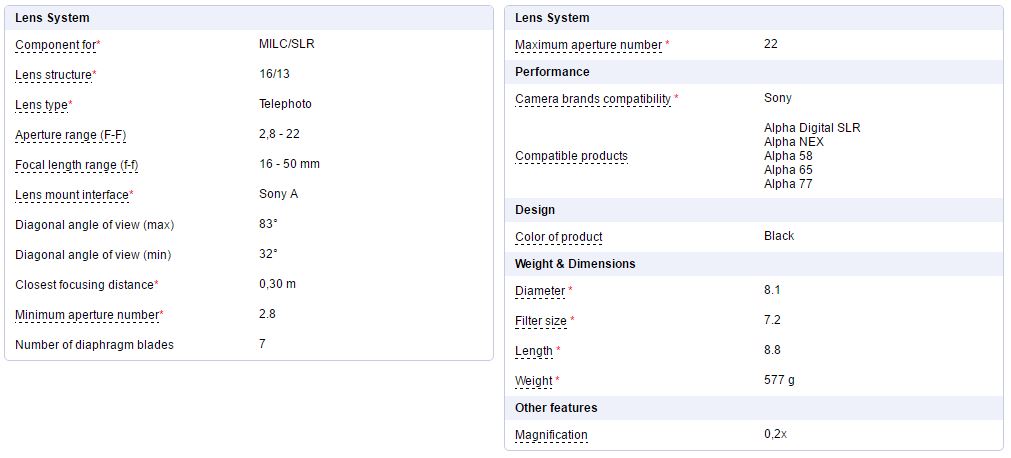 Lens System
Component for* MILC/SLR
Lens structure* 16/13
Lens type* Telephoto
Aperture range (F-F) 2,8 - 22
Focal length range (f-f) 16 - 50 mm
Lens mount interface* Sony A
Diagonal angle of view (max) 83°
Diagonal angle of view (min) 32°
Closest focusing distance* 0,30 m
Minimum aperture number* 2.8
Number of diaphragm blades 7
Lens System
Maximum aperture number * 22
Performance
Camera brands compatibility * Sony
Compatible products
Alpha Digital SLR
Alpha NEX
Alpha 58
Alpha 65
Alpha 77
Design
Color of product Black
Weight & Dimensions
Diameter * 8.1
Filter size * 7.2
Length * 8.8
Weight * 577 g
Other features
Magnification 0,2x